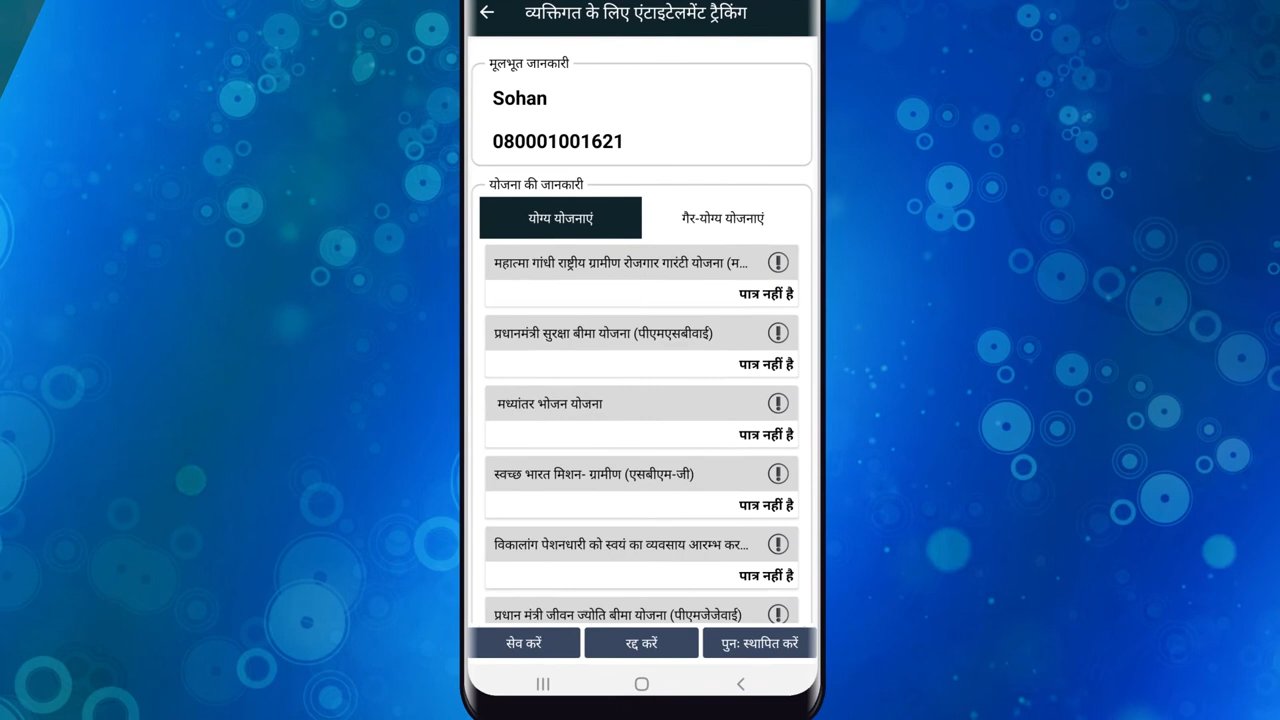 व्यक्तिगत के लिए एंटाइटेलमेंट ट्रैकिंग
मूलभूत जानकारी
Sohan
080001001621
योजना की जानकारी
योग्य योजनाएं
गैर-योग्य योजनाएं
महात्मा गांधी राष्ट्रीय ग्रामीण रोजगार गारंटी योजना (म...
पात्र नहीं है
प्रधानमंत्री सुरक्षा बीमा योजना (पीएमएसबीवाई)
पात्र नहीं है
मध्यांतर भोजन योजना
पात्र नहीं है
स्वच्छ भारत मिशन- ग्रामीण (एसबीएम-जी)
पात्र नहीं है
विकालांग पेशनधारी को स्वयं का व्यवसाय आरम्भ कर...
पात्र नहीं है
प्रधान मंत्री जीवन ज्योति बीमा योजना (पीएमजेजेवाई)
सेव करें
रद्द करें
पुनः स्थापित करें